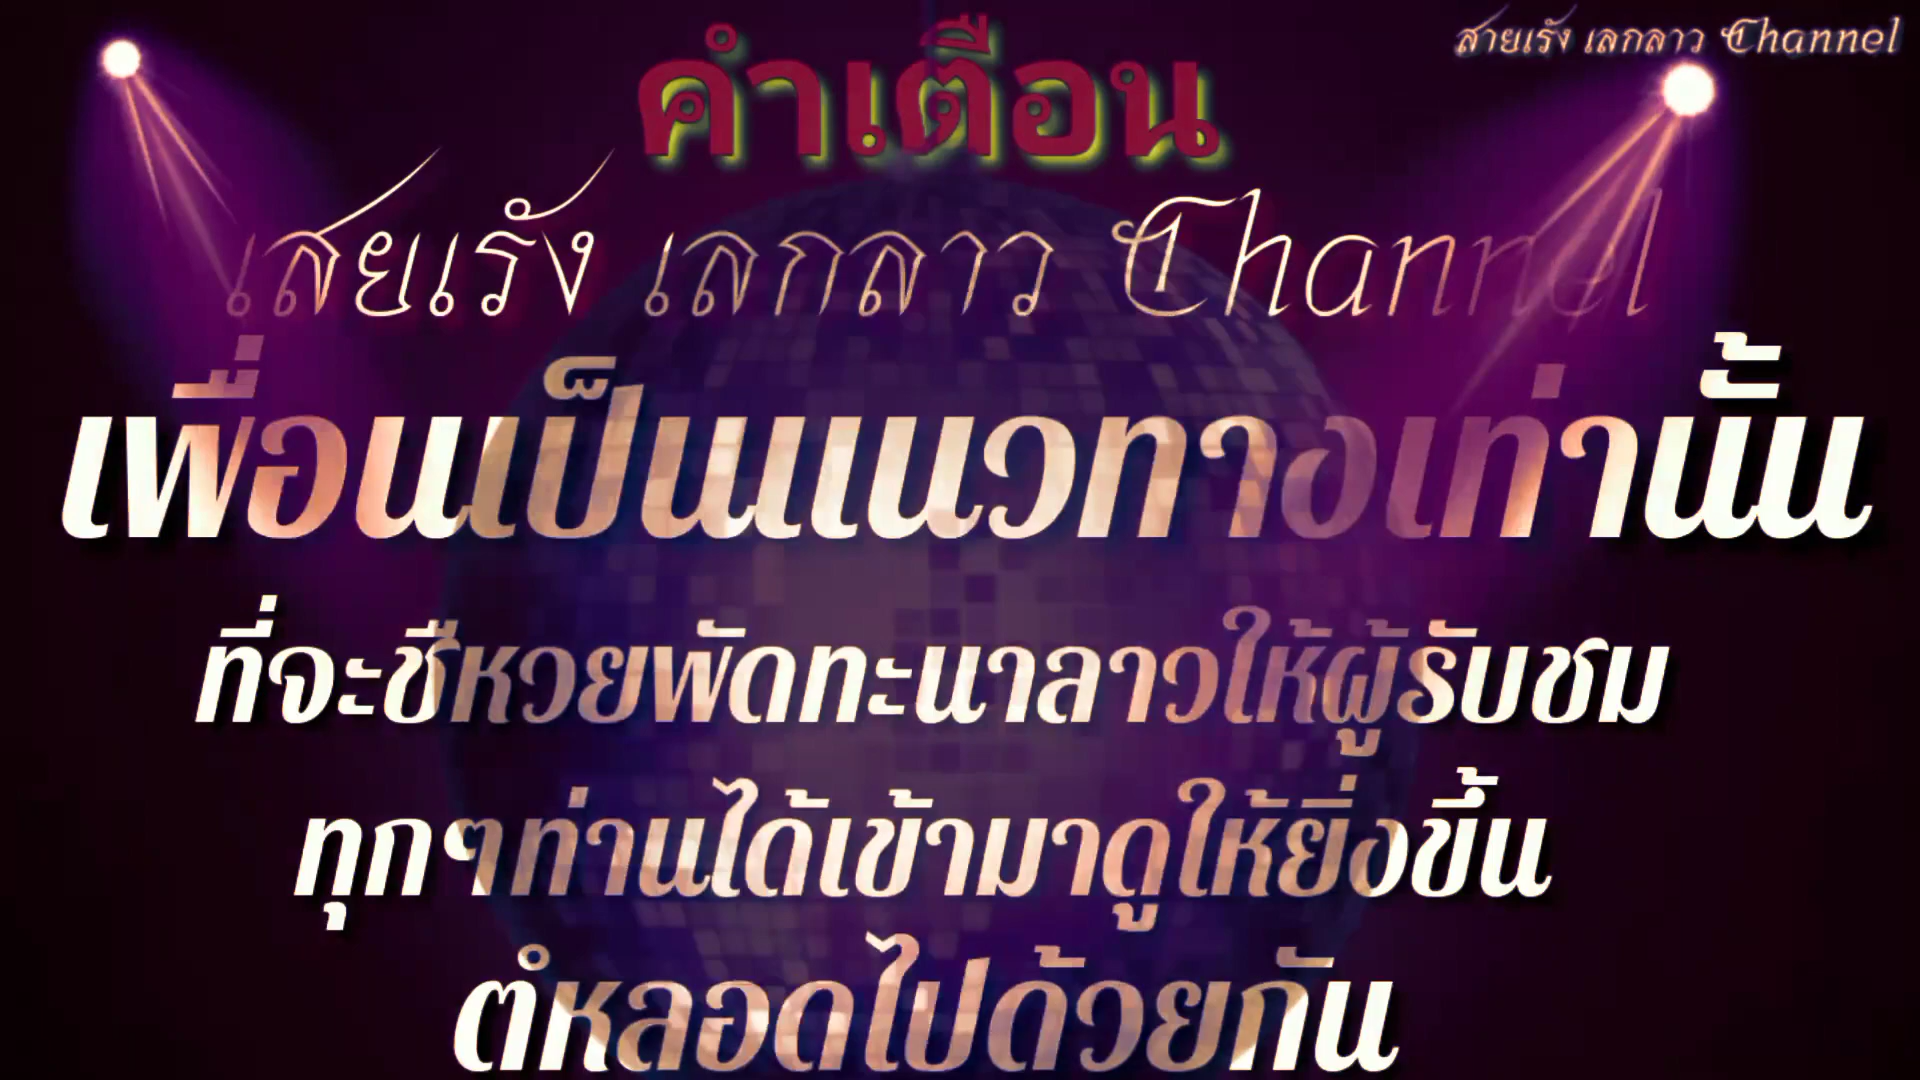 สายเร้ง เลกลาว Channel
คำเตือน
เสยเรัง เลกลาว Channel
เพื่อนเป็นแนวทางเท่านั้น
ที่จะชืหวยพัดทะนาลาวให้ผู้รับชม
ทุกๆท่านได้เข้ามาดูให้ยิ่งขึ้น
ตํหลอดไปด้วยกัน